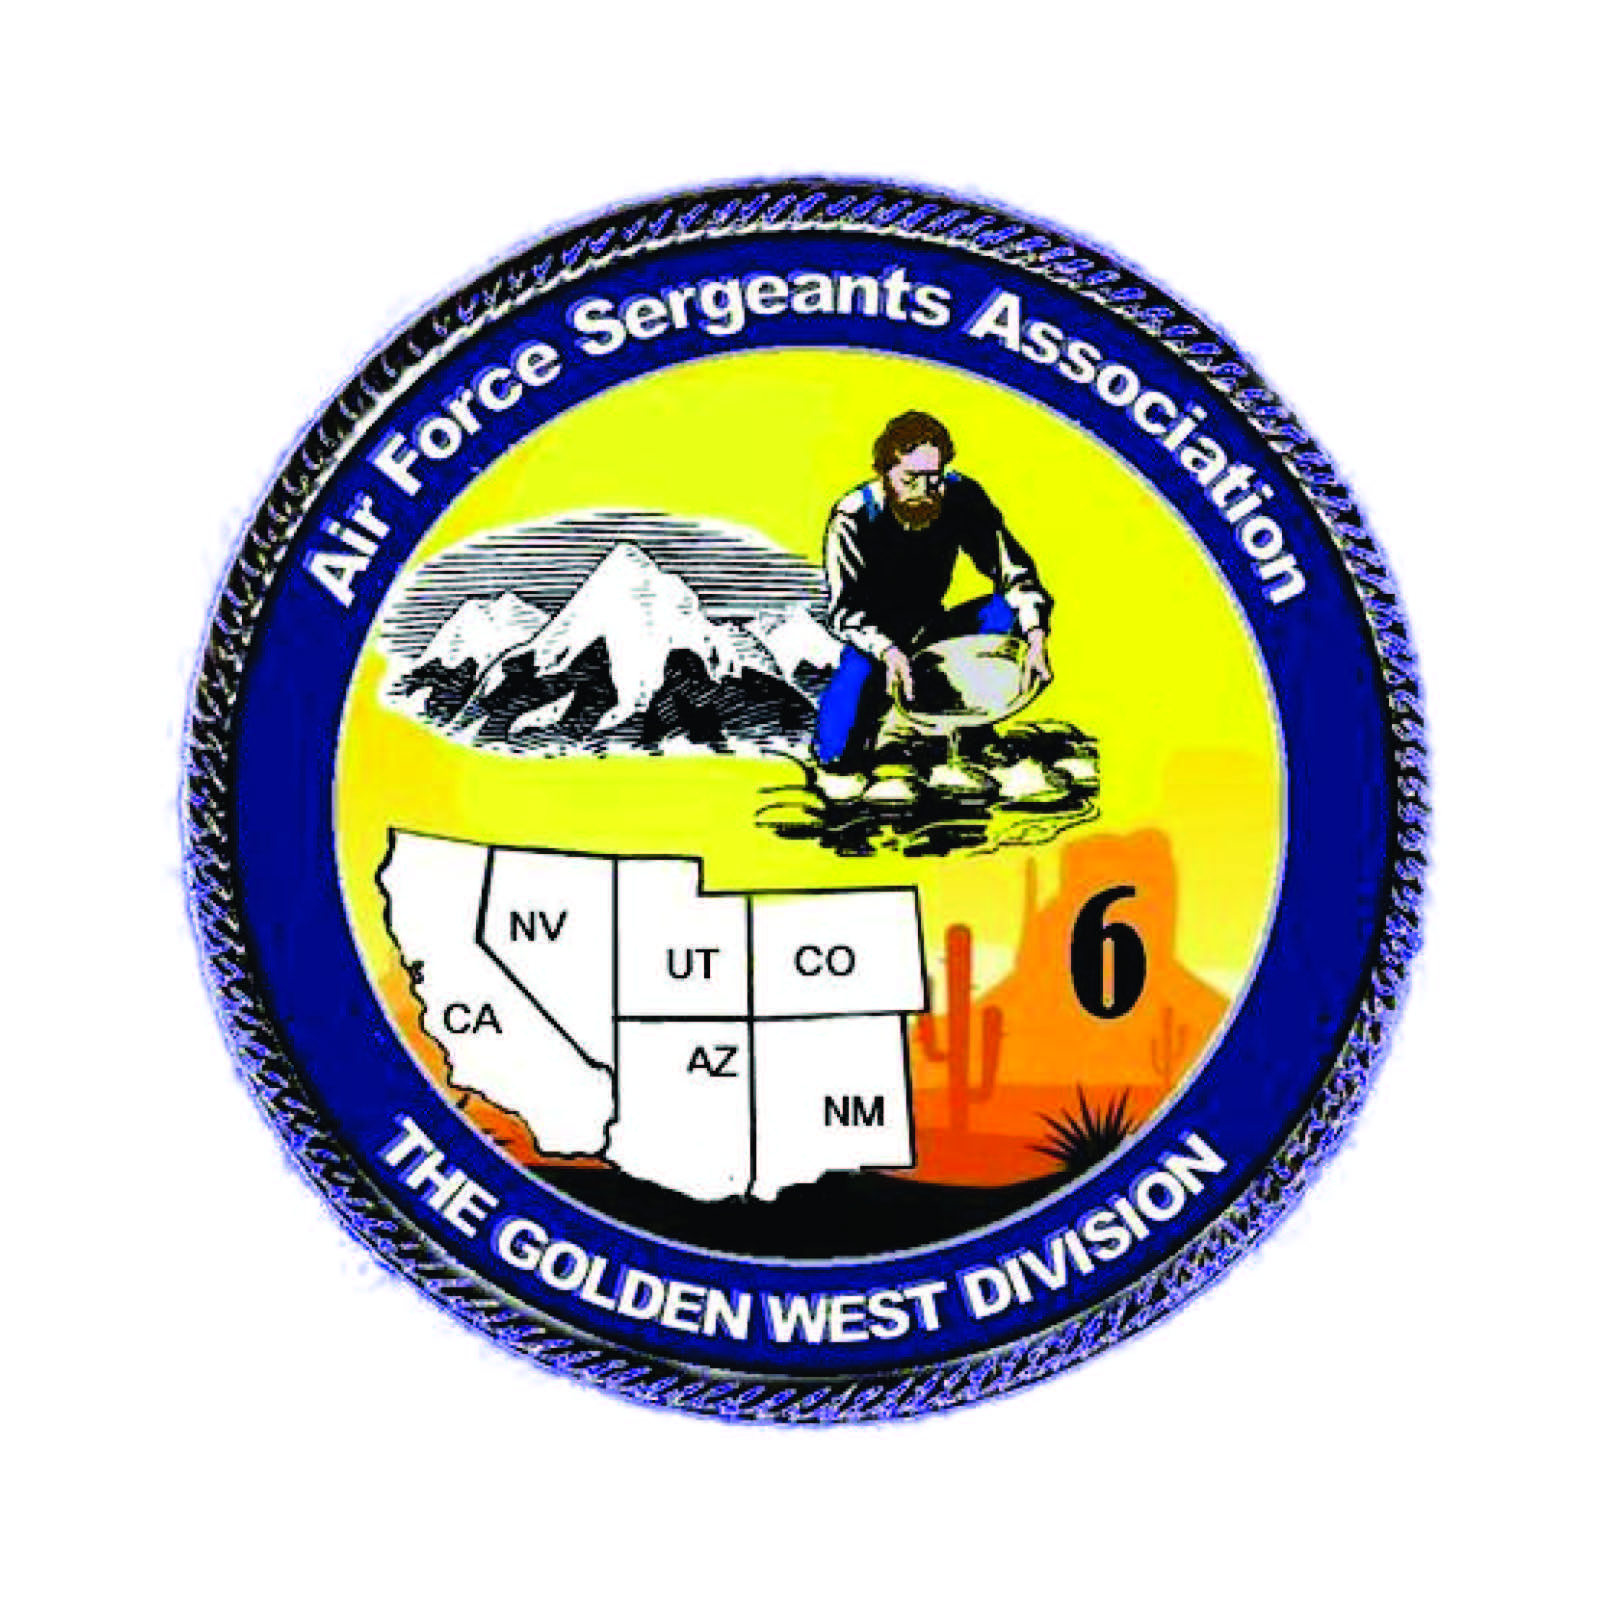 Air Force Sergeants Association
NV
UT
CO
6
CA
AZ
NM
THE GOLDEN WEST DIVISION